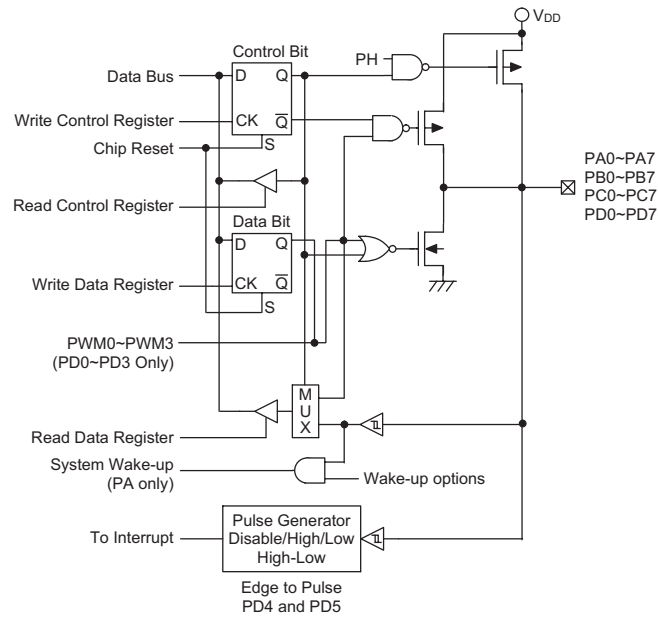 VDD
Control Bit
PH
Data Bus
D Q
Write Control Register
CK Q
S
Chip Reset
PA0~PA7
PB0~PB7
PC0~PC7
PD0~PD7
Read Control Register
Data Bit
D Q
Write Data Register
CK Q
S
PWM0~PWM3
(PD0~PD3 Only)
M
U
X
Read Data Register
System Wake-up
(PA only)
Wake-up options
To Interrupt
Pulse Generator
Disable/High/Low
High-Low
Edge to Pulse
PD4 and PD5